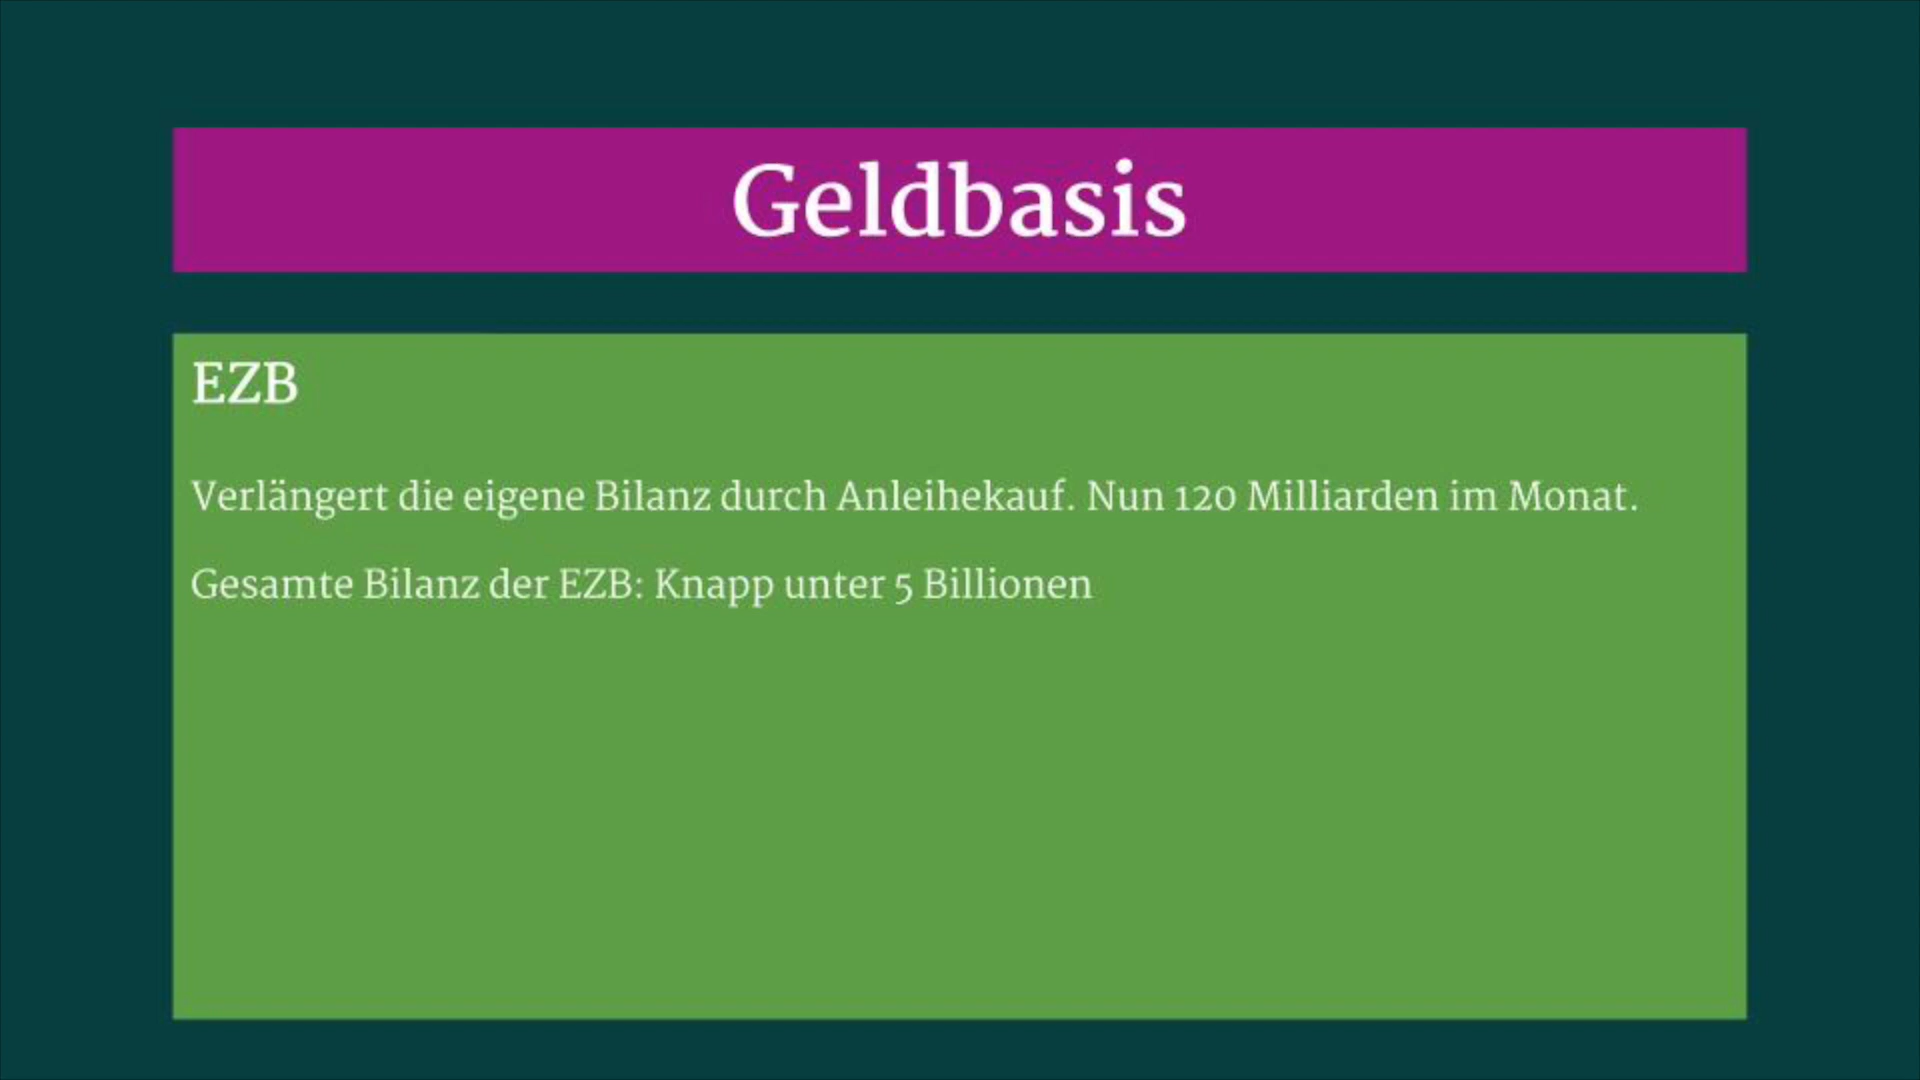 Geldbasis
EZB
Verlängert die eigene Bilanz durch Anleihekauf. Nun 120 Milliarden im Monat.
Gesamte Bilanz der EZB: Knapp unter 5 Billionen